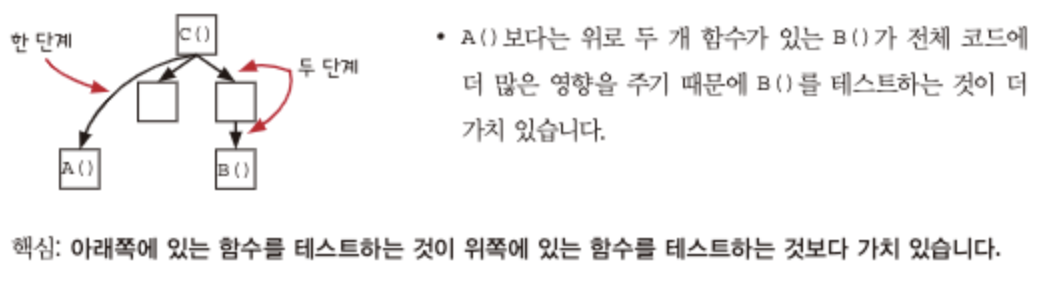 C()
한 단계
두 단계
A()
B()
• A()보다는 위로 두 개 함수가 있는 B()가 전체 코드에
더 많은 영향을 주기 때문에 B()를 테스트하는 것이 더
가치 있습니다.
핵심: 아래쪽에 있는 함수를 테스트하는 것이 위쪽에 있는 함수를 테스트하는 것보다 가치 있습니다.